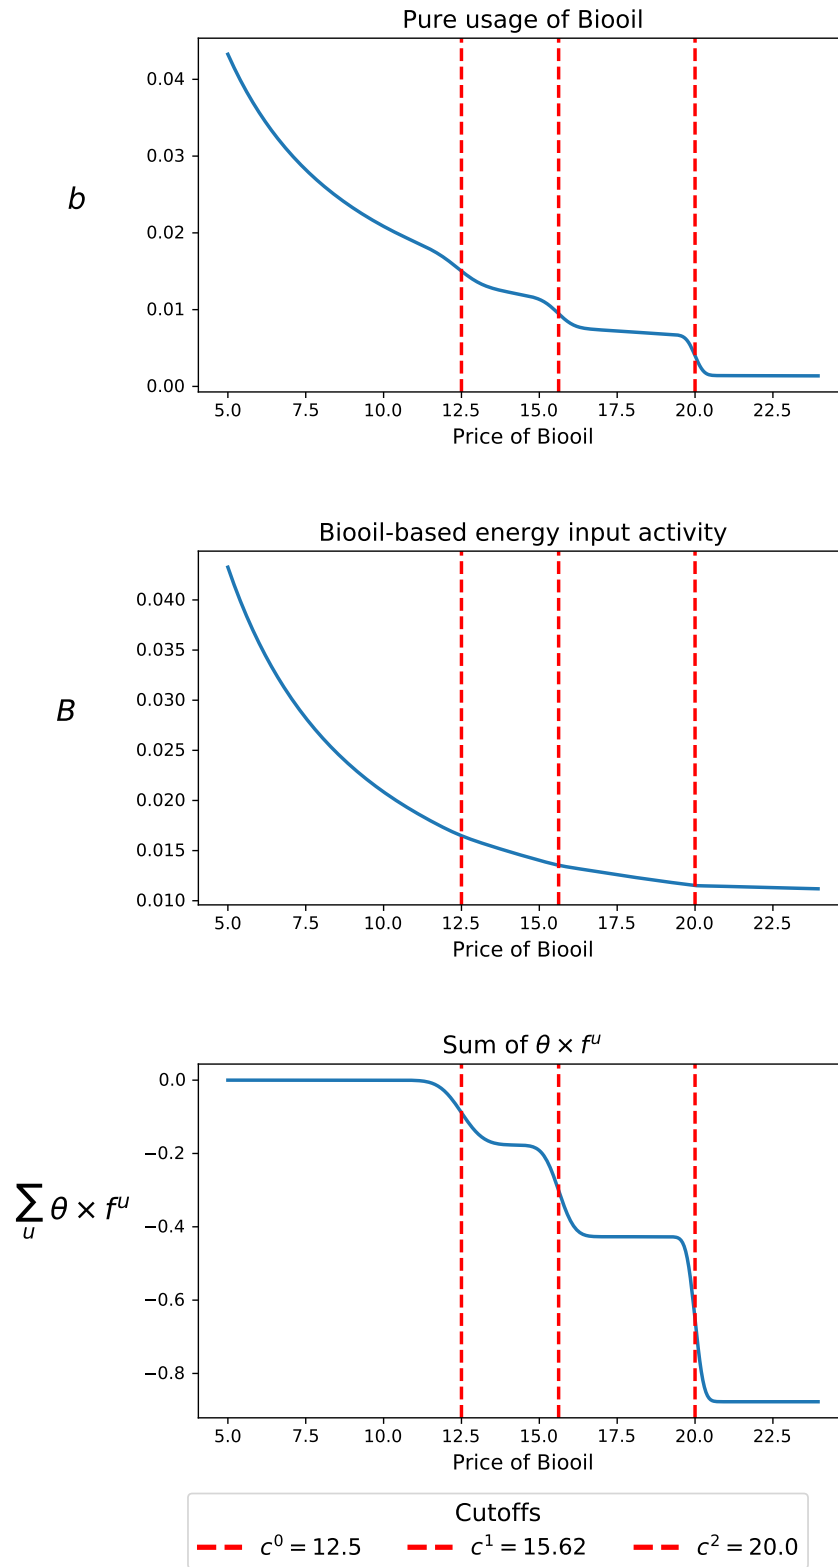 Pure usage of Biooil
b
0.04
0.03
0.02
0.01
0.00
5.0 7.5 10.0 12.5 15.0 17.5 20.0 22.5
Price of Biooil
Biooil-based energy input activity
B
0.040
0.035
0.030
0.025
0.020
0.015
0.010
5.0 7.5 10.0 12.5 15.0 17.5 20.0 22.5
Price of Biooil
Sum of θ × f^u
∑_u θ × f^u
0.0
−0.2
−0.4
−0.6
−0.8
5.0 7.5 10.0 12.5 15.0 17.5 20.0 22.5
Price of Biooil
Cutoffs
c^0 = 12.5 c^1 = 15.62 c^2 = 20.0